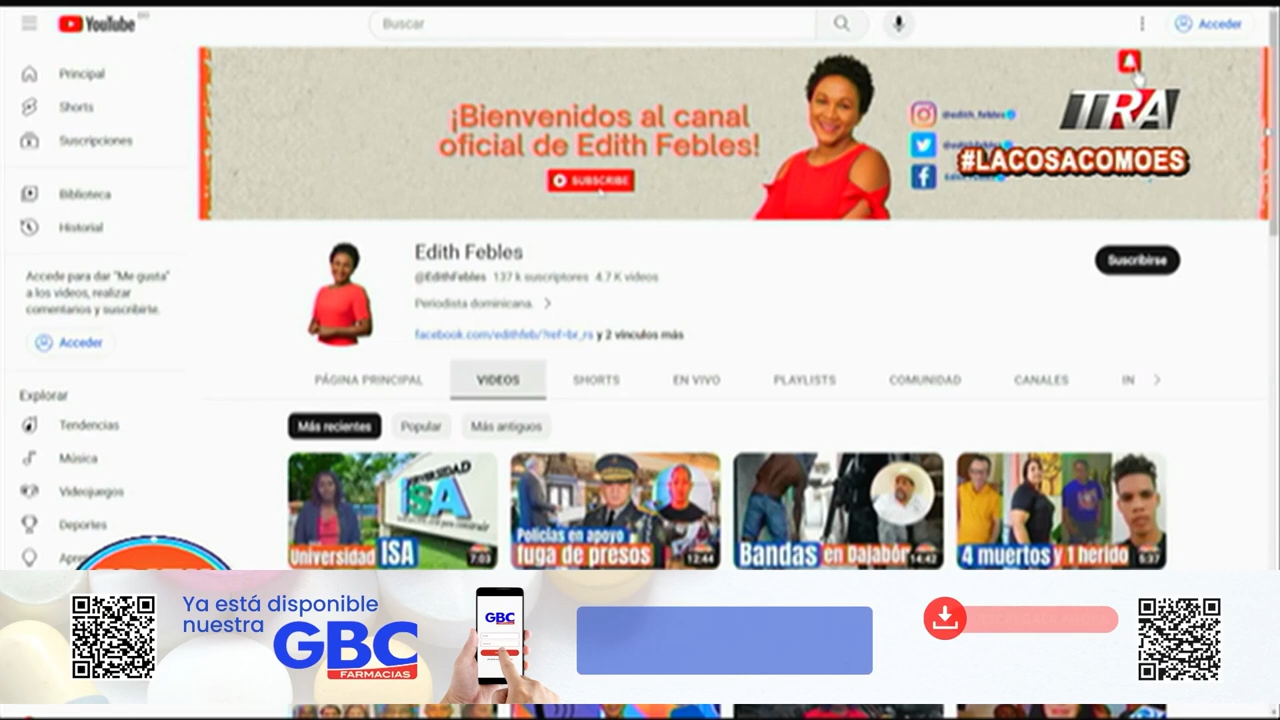 YouTube
DO
Buscar
Acceder
Principal
Shorts
Suscripciones
Biblioteca
Historial
Accede para dar "Me gusta"
a los videos, realizar
comentarios y suscribirte.
Acceder
Explorar
Tendencias
Música
Videojuegos
Deportes
¡Bienvenidos al canal
oficial de Edith Febles!
SUBSCRIBE
@edith_febles
TRA
#LACOSACOMOES
Edith Febles
@EdithFebles 137 k suscriptores 4.7 K videos
Periodista dominicana.
facebook.com/edithfeb/?ref=br_rs y 2 vínculos más
Suscribirse
PÁGINA PRINCIPAL
VIDEOS
SHORTS
EN VIVO
PLAYLISTS
COMUNIDAD
CANALES
IN
Más recientes
Popular
Más antiguos
ISA
Universidad ISA
7:03
Policías en apoyo
fuga de presos
12:44
Bandas en Dajabón
14:42
4 muertos y 1 herido
5:37
Ya está disponible
nuestra
GBC
FARMACIAS
GBC